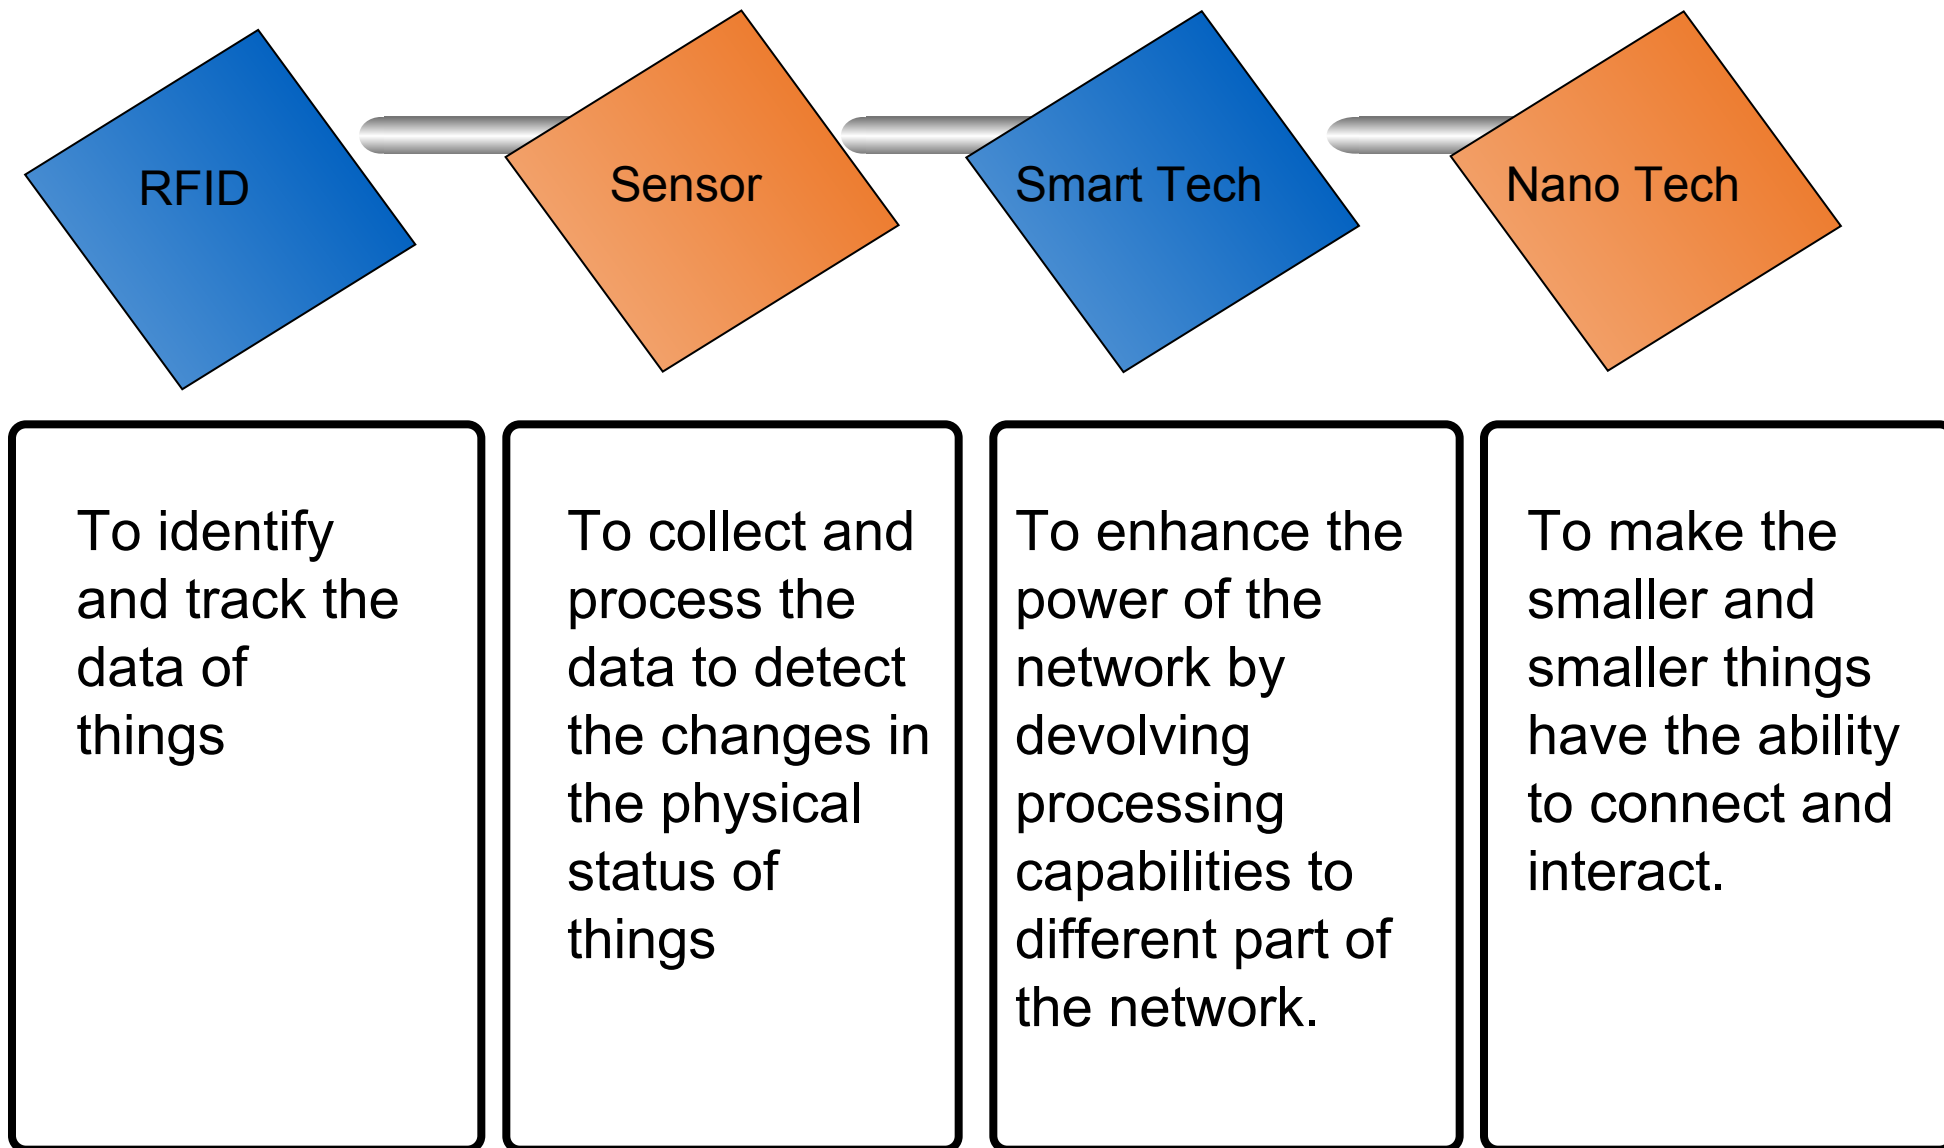 RFID
Sensor
Smart Tech
Nano Tech
To identify
and track the
data of
things
To collect and
process the
data to detect
the changes in
the physical
status of
things
To enhance the
power of the
network by
devolving
processing
capabilities to
different part of
the network.
To make the
smaller and
smaller things
have the ability
to connect and
interact.